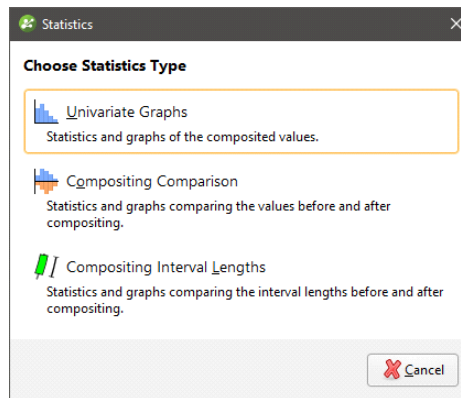 Statistics
Choose Statistics Type
Univariate Graphs
Statistics and graphs of the composited values.
Compositing Comparison
Statistics and graphs comparing the values before and after
compositing.
Compositing Interval Lengths
Statistics and graphs comparing the interval lengths before and after
compositing.
Cancel